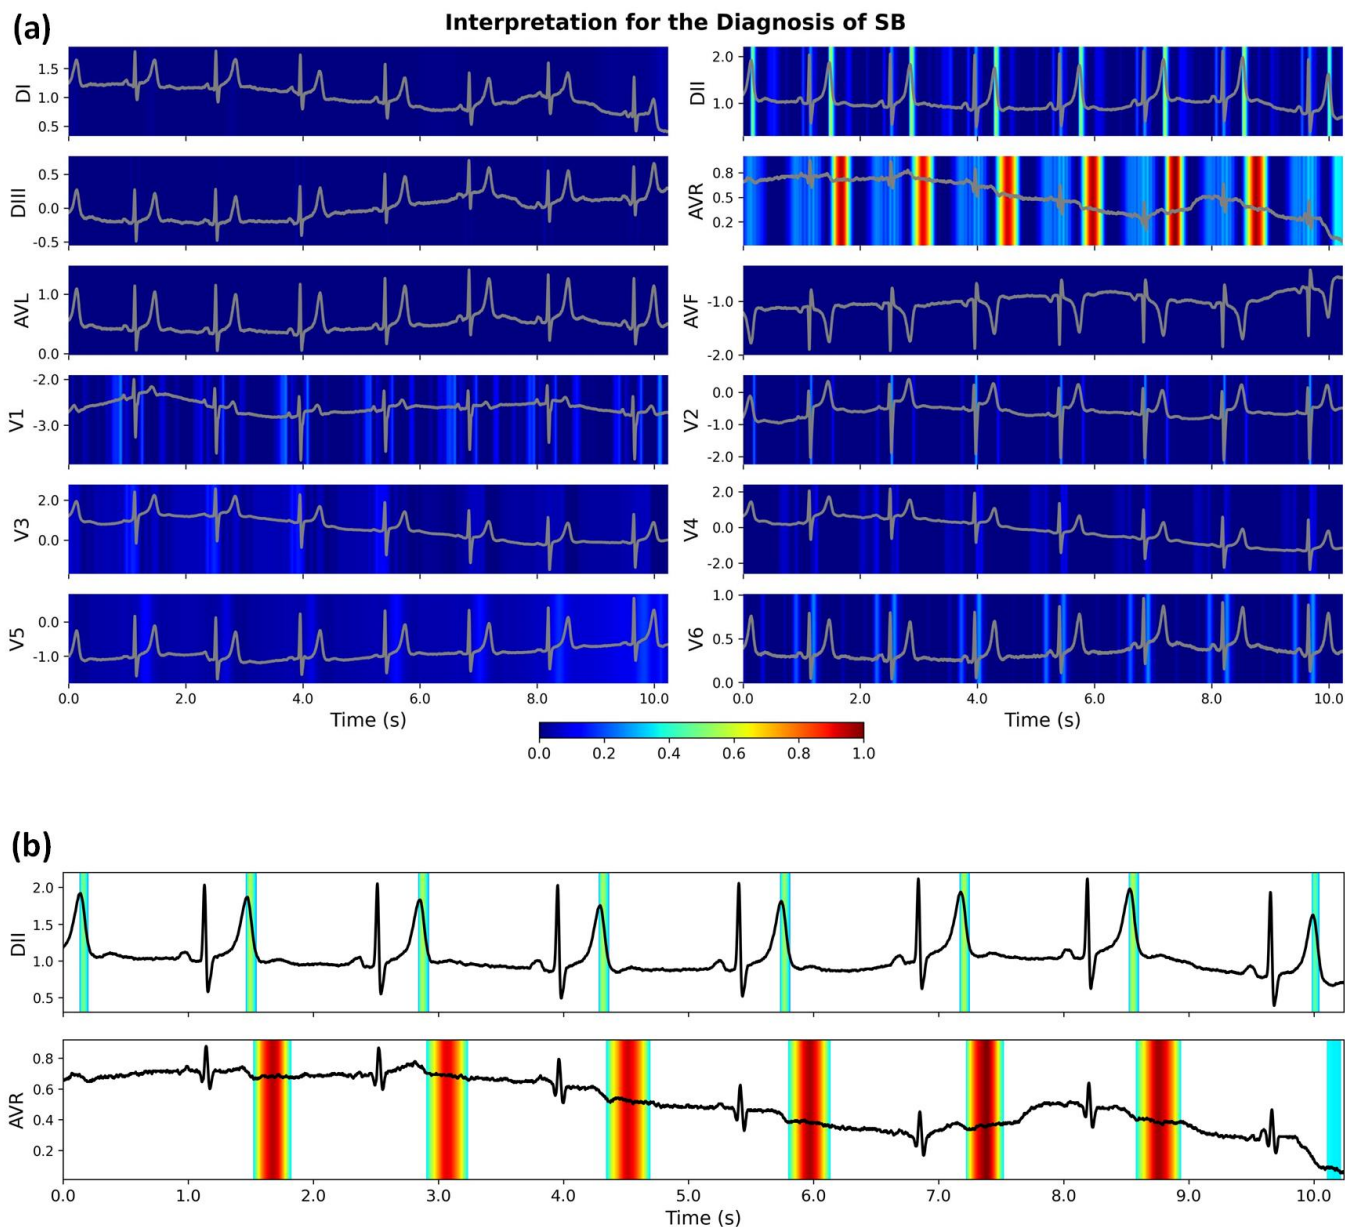 (a)
Interpretation for the Diagnosis of SB
DI
1.5
1.0
0.5
DII
2.0
1.0
DIII
0.5
0.0
-0.5
AVR
0.8
0.5
0.2
AVL
1.0
0.0
AVF
-1.0
-2.0
V1
-2.0
-3.0
V2
0.0
-1.0
-2.0
V3
2.0
0.0
V4
2.0
0.0
-2.0
V5
0.0
-1.0
V6
1.0
0.5
0.0
0.0 2.0 4.0 6.0 8.0 10.0
0.0 2.0 4.0 6.0 8.0 10.0
Time (s)
Time (s)
0.0 0.2 0.4 0.6 0.8 1.0
(b)
DII
2.0
1.5
1.0
0.5
AVR
0.8
0.6
0.4
0.2
0.0 1.0 2.0 3.0 4.0 5.0 6.0 7.0 8.0 9.0 10.0
Time (s)